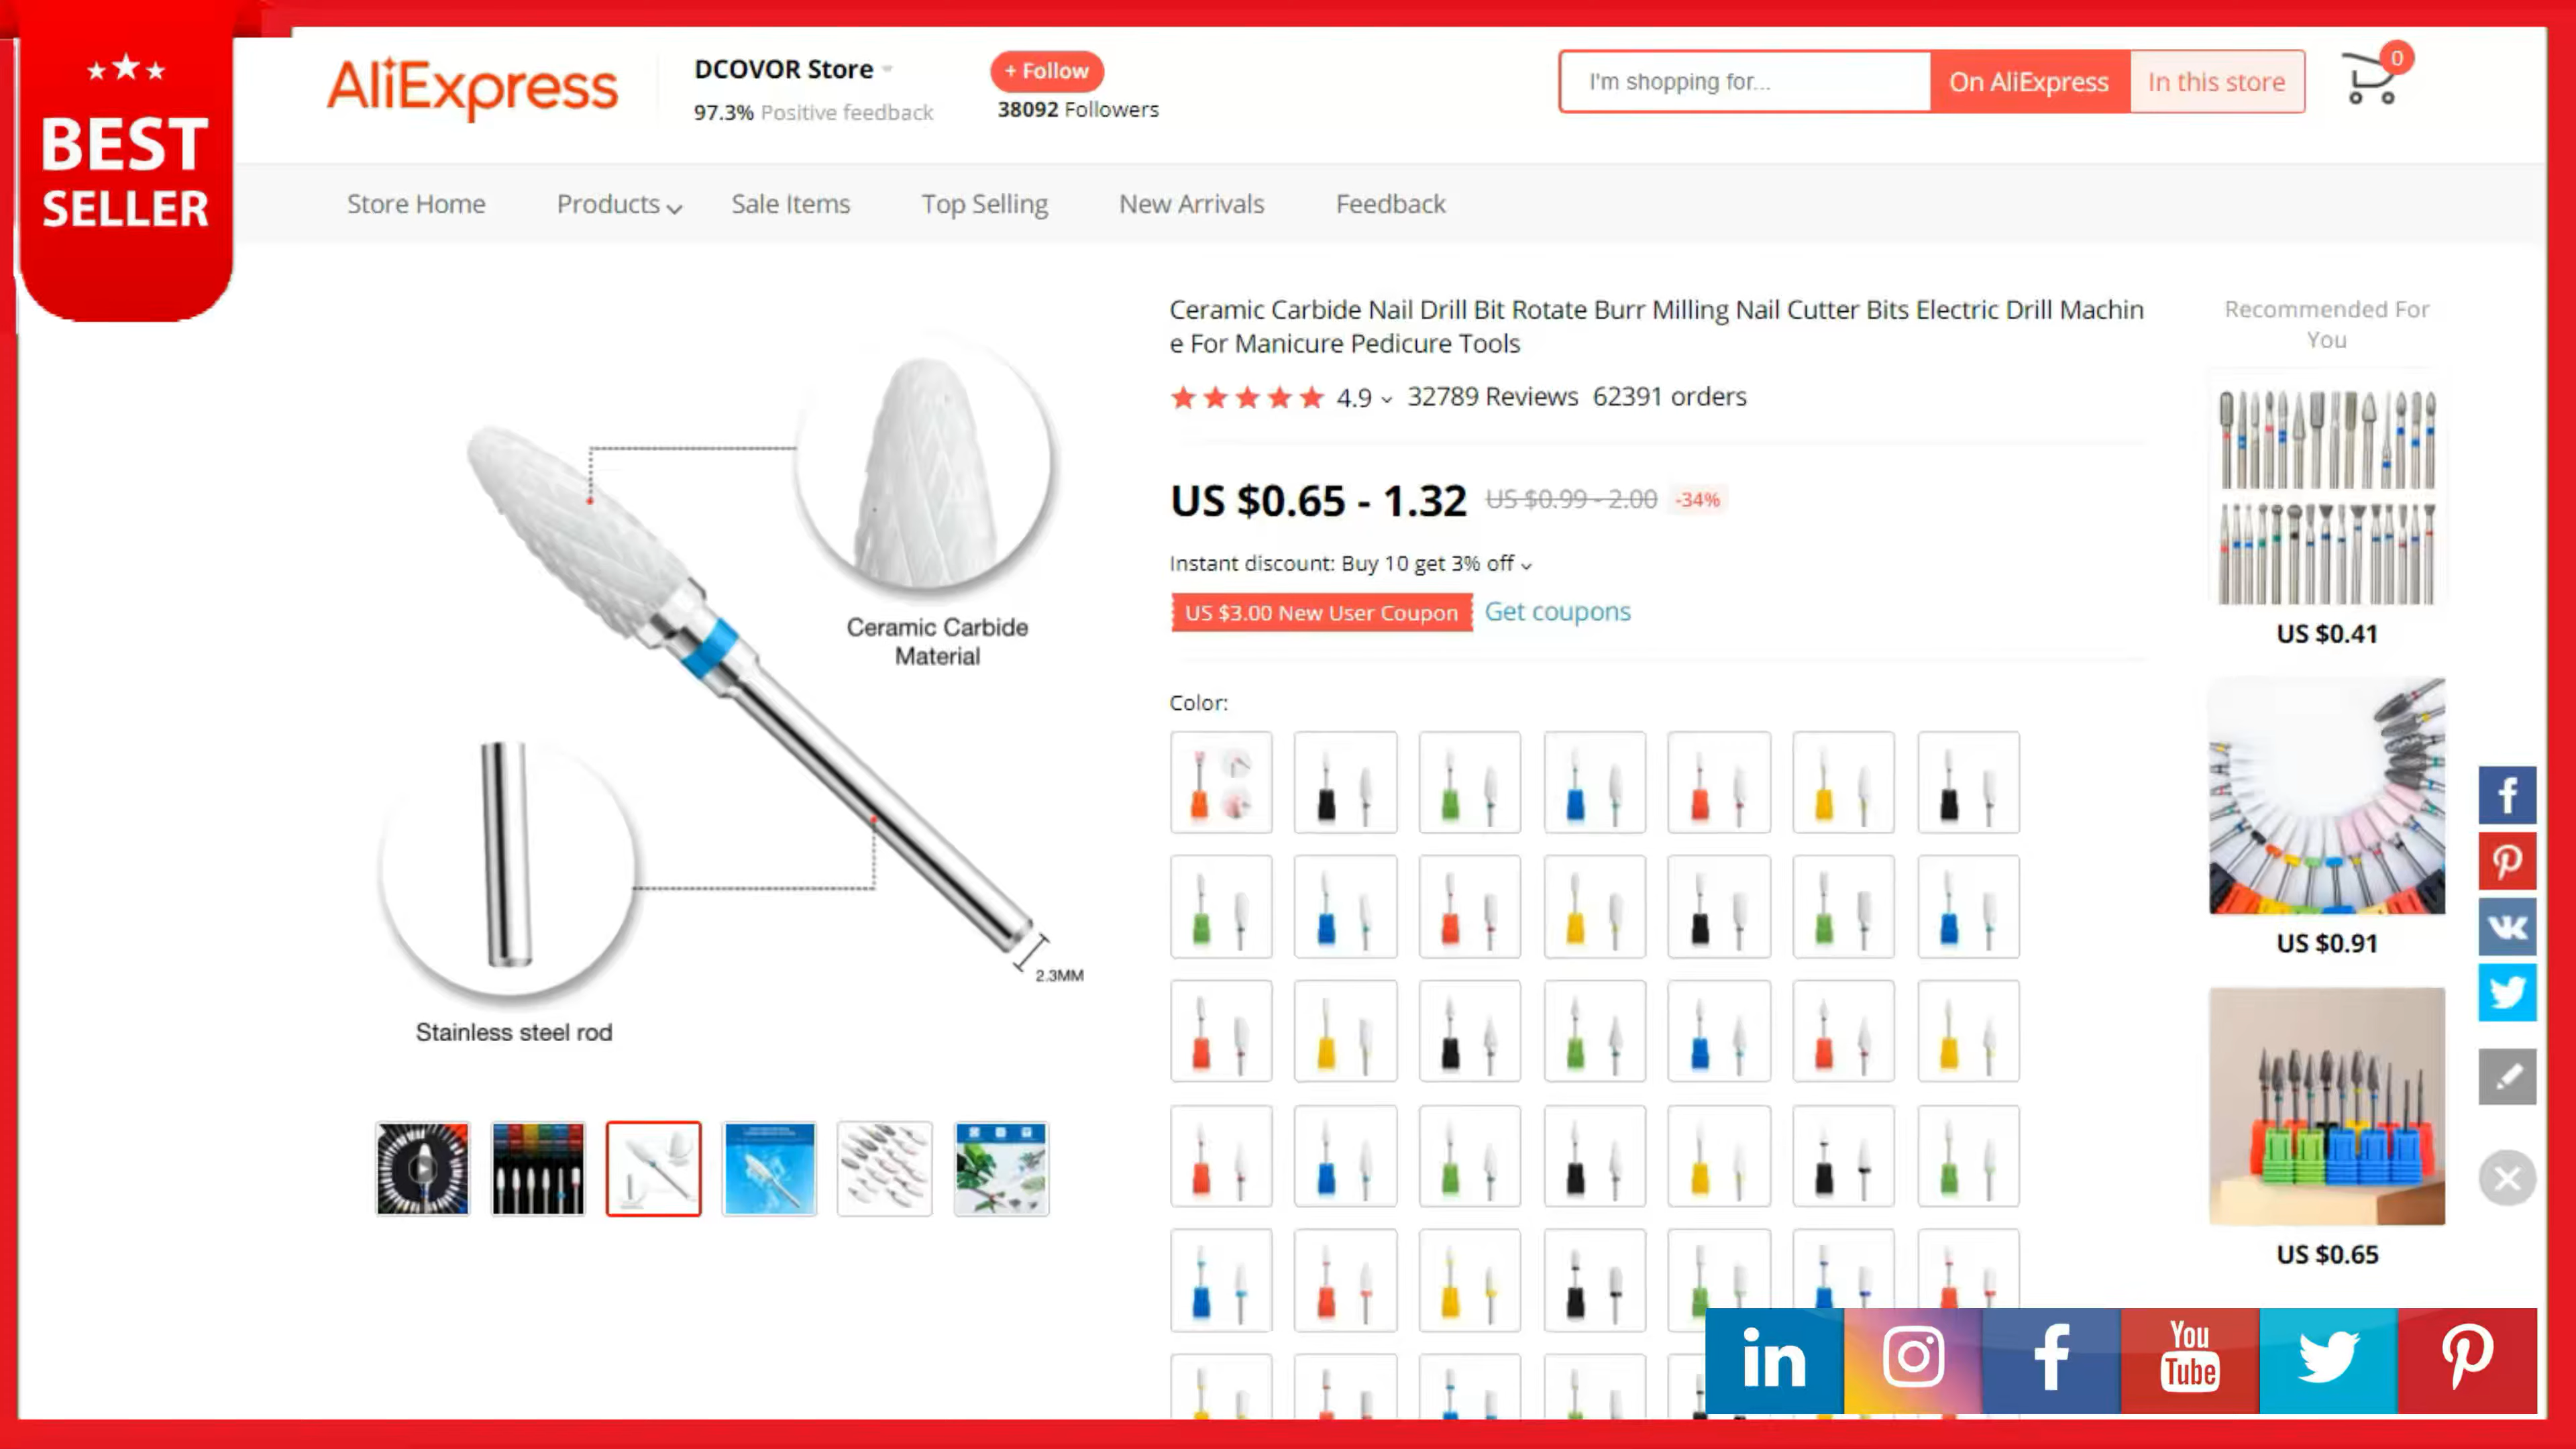 BEST
SELLER
AliExpress
DCOVOR Store
97.3% Positive feedback
+ Follow
38092 Followers
I'm shopping for...
On AliExpress
In this store
0
Store Home
Products
Sale Items
Top Selling
New Arrivals
Feedback
Ceramic Carbide Nail Drill Bit Rotate Burr Milling Nail Cutter Bits Electric Drill Machin
e For Manicure Pedicure Tools
4.9 32789 Reviews 62391 orders
US $0.65 - 1.32 US $0.99 - 2.00 -34%
Instant discount: Buy 10 get 3% off
US $3.00 New User Coupon Get coupons
Color:
Ceramic Carbide
Material
2.3MM
Stainless steel rod
Recommended For
You
US $0.41
US $0.91
US $0.65
in
You
Tube